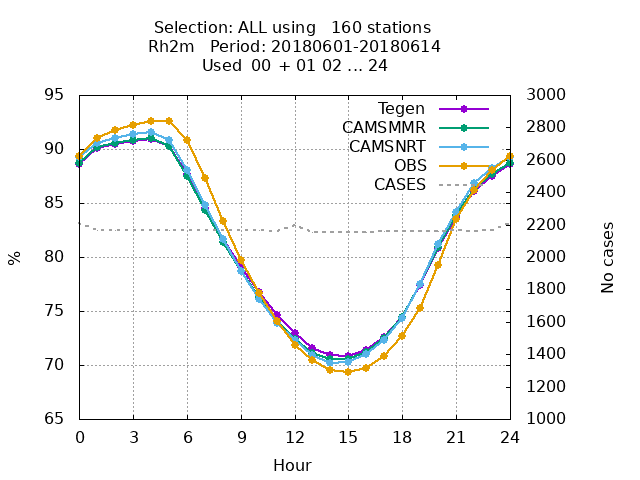 Selection: ALL using   160 stations
Rh2m   Period: 20180601-20180614
Used  00 + 01 02 ... 24
95
90
85
80
75
70
65
3000
2800
2600
2400
2200
2000
1800
1600
1400
1200
1000
Tegen
CAMSMMR
CAMSNRT
OBS
CASES
%
No cases
0 3 6 9 12 15 18 21 24
Hour